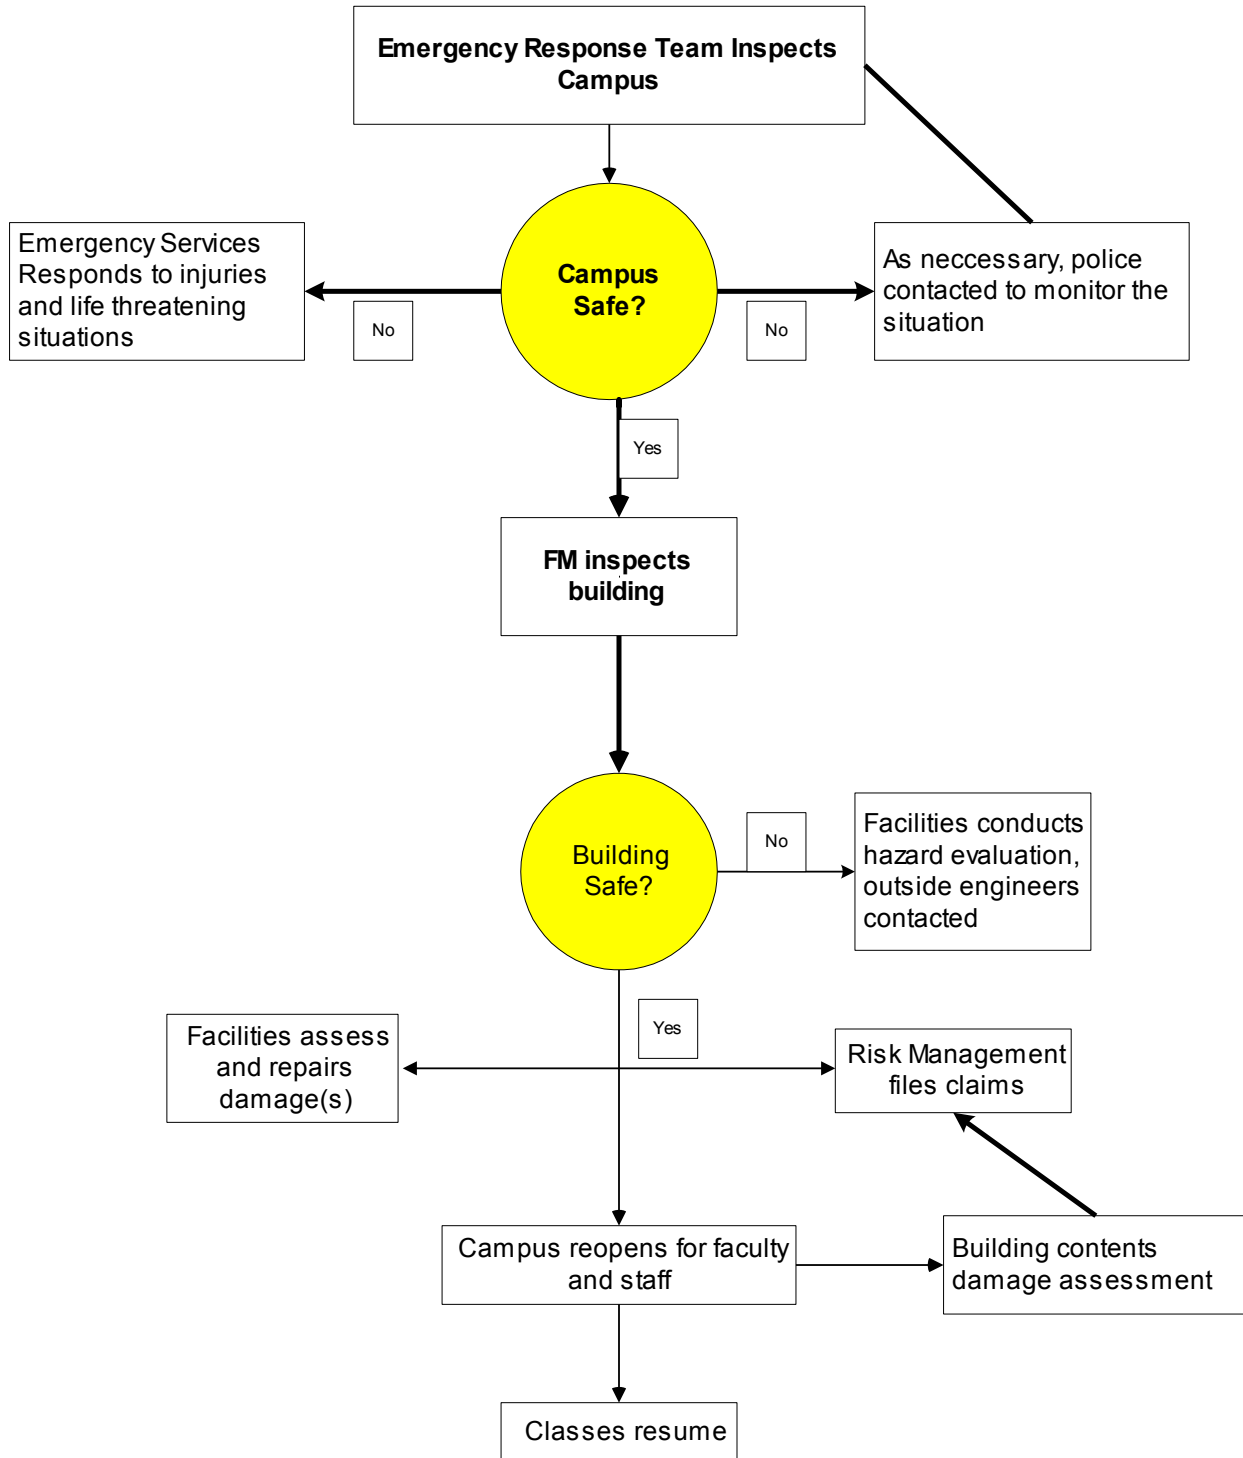 Emergency Response Team Inspects
Campus
Emergency Services
Responds to injuries
and life threatening
situations
No
Campus
Safe?
No
As neccessary, police
contacted to monitor the
situation
Yes
FM inspects
building
Building
Safe?
No
Facilities conducts
hazard evaluation,
outside engineers
contacted
Yes
Facilities assess
and repairs
damage(s)
Risk Management
files claims
Campus reopens for faculty
and staff
Building contents
damage assessment
Classes resume